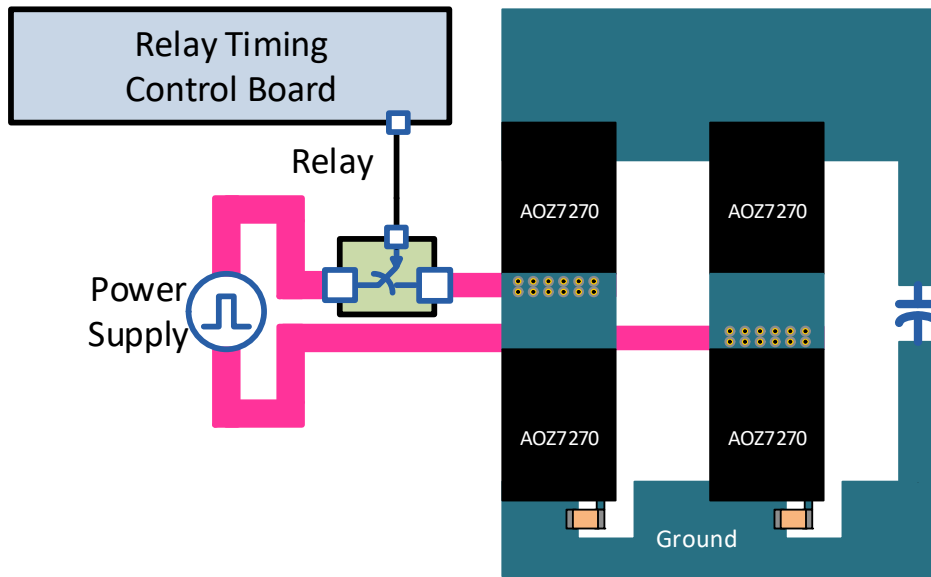 Relay Timing
Control Board
Relay
Power
Supply
AOZ7270
AOZ7270
AOZ7270
AOZ7270
Ground